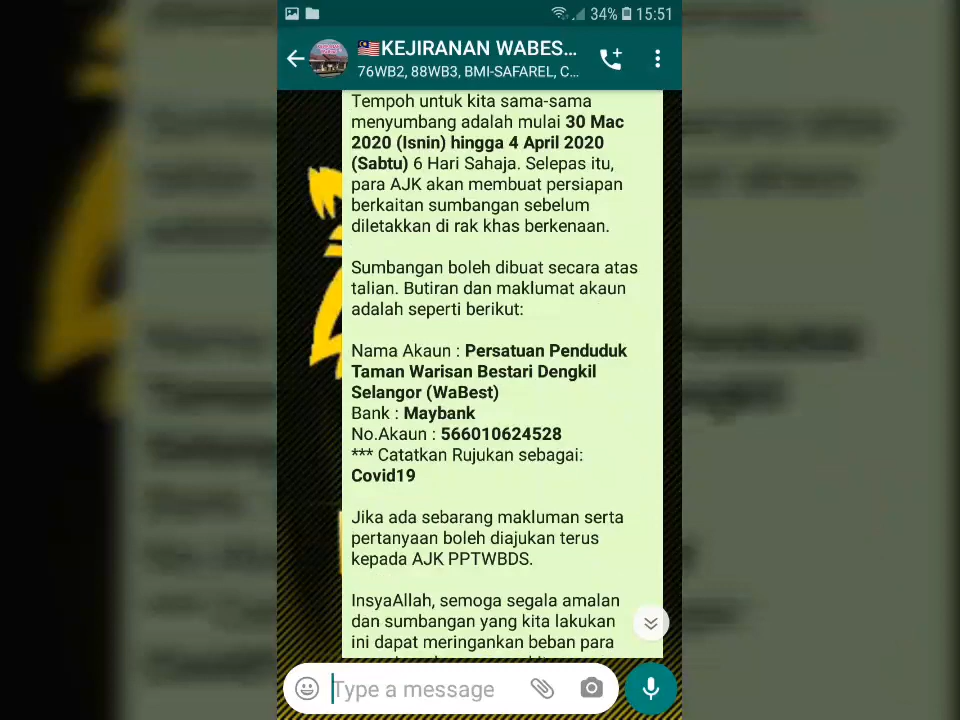 34% 15:51
KEJIRANAN WABES...
76WB2, 88WB3, BMI-SAFAREL, C...
Tempoh untuk kita sama-sama
menyumbang adalah mulai 30 Mac
2020 (Isnin) hingga 4 April 2020
(Sabtu) 6 Hari Sahaja. Selepas itu,
para AJK akan membuat persiapan
berkaitan sumbangan sebelum
diletakkan di rak khas berkenaan.
Sumbangan boleh dibuat secara atas
talian. Butiran dan maklumat akaun
adalah seperti berikut:
Nama Akaun : Persatuan Penduduk
Taman Warisan Bestari Dengkil
Selangor (WaBest)
Bank : Maybank
No.Akaun : 566010624528
*** Catatkan Rujukan sebagai:
Covid19
Jika ada sebarang makluman serta
pertanyaan boleh diajukan terus
kepada AJK PPTWBDS.
InsyaAllah, semoga segala amalan
dan sumbangan yang kita lakukan
ini dapat meringankan beban para
Type a message